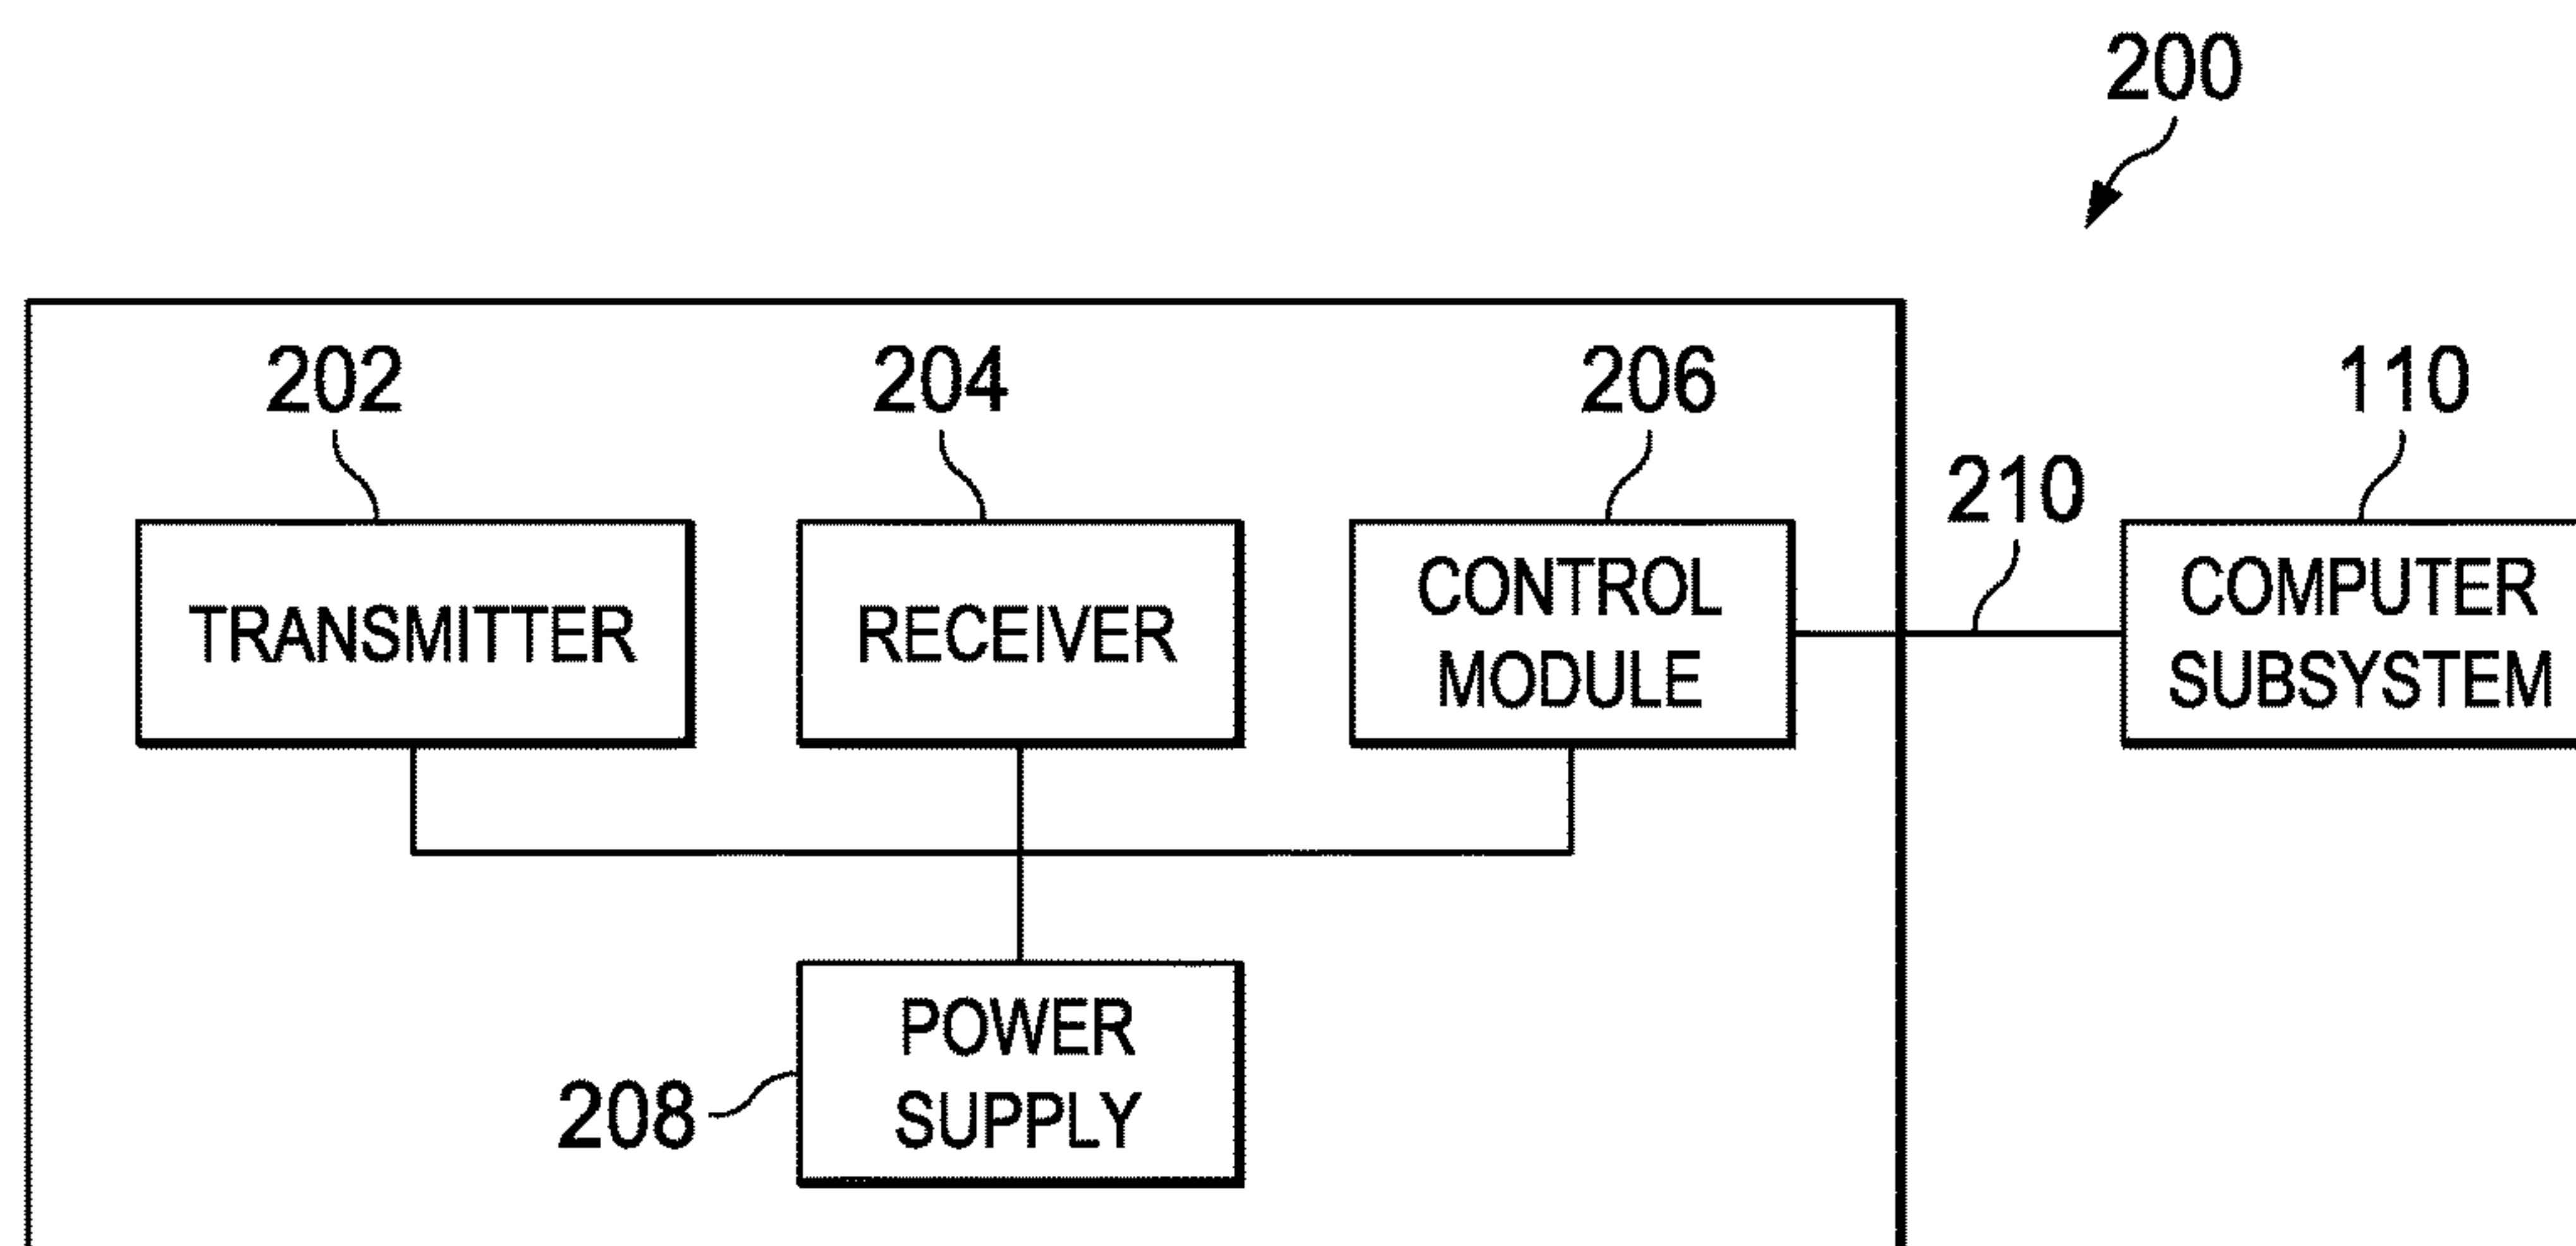 200
202
204
206
110
210
TRANSMITTER
RECEIVER
CONTROL
MODULE
COMPUTER
SUBSYSTEM
POWER
SUPPLY
208